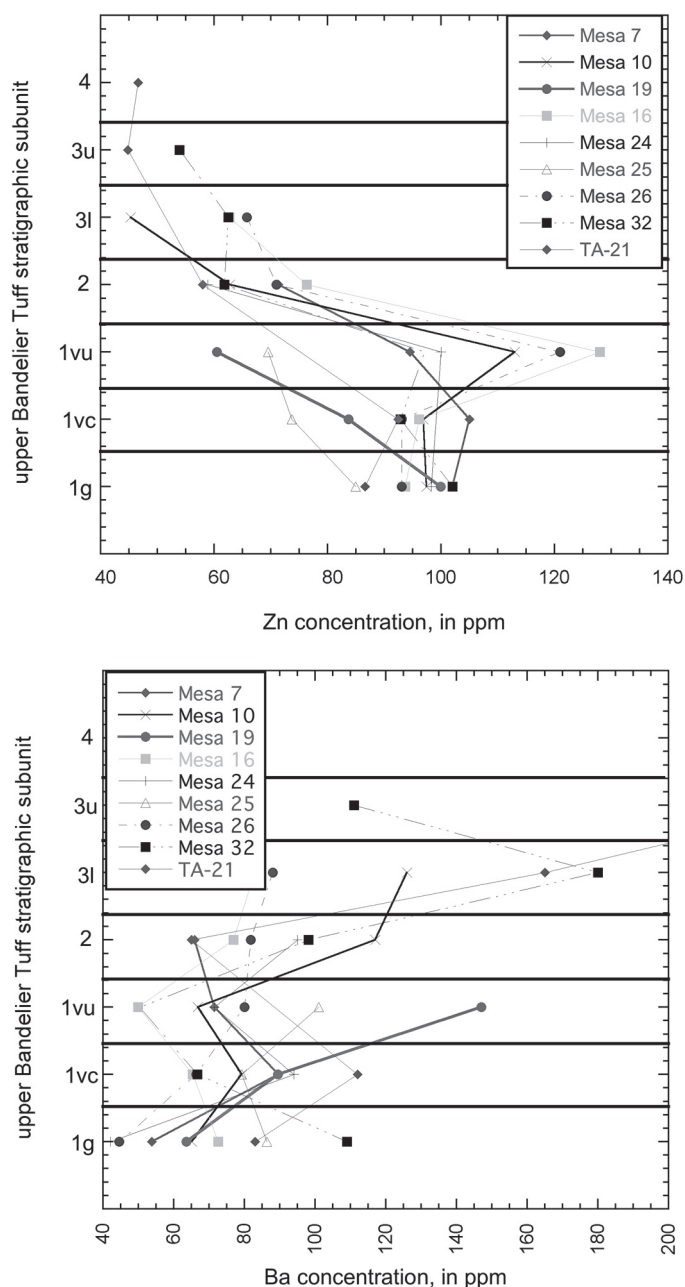 upper Bandelier Tuff stratigraphic subunit
4
3u
3l
2
1vu
1vc
1g
Mesa 7
Mesa 10
Mesa 19
Mesa 16
Mesa 24
Mesa 25
Mesa 26
Mesa 32
TA-21
40 60 80 100 120 140
Zn concentration, in ppm
upper Bandelier Tuff stratigraphic subunit
4
3u
3l
2
1vu
1vc
1g
Mesa 7
Mesa 10
Mesa 19
Mesa 16
Mesa 24
Mesa 25
Mesa 26
Mesa 32
TA-21
40 60 80 100 120 140 160 180 200
Ba concentration, in ppm